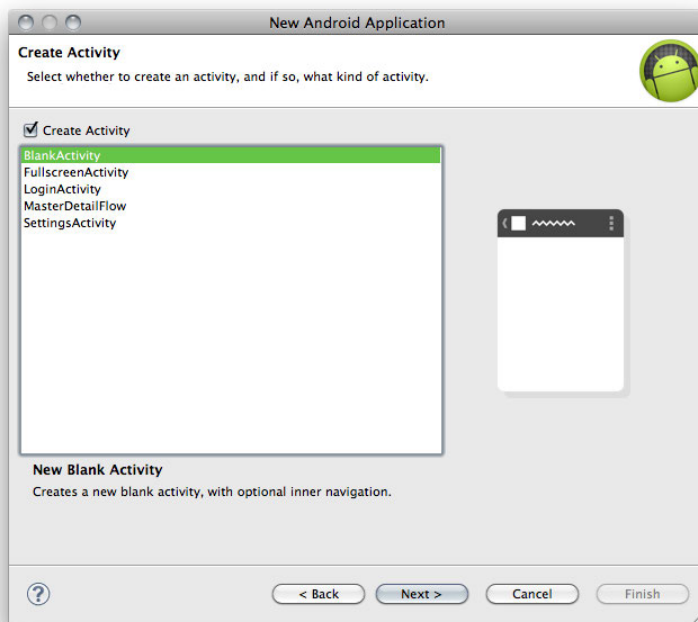 New Android Application
Create Activity
Select whether to create an activity, and if so, what kind of activity.
Create Activity
BlankActivity
FullscreenActivity
LoginActivity
MasterDetailFlow
SettingsActivity
New Blank Activity
Creates a new blank activity, with optional inner navigation.
? < Back Next > Cancel Finish